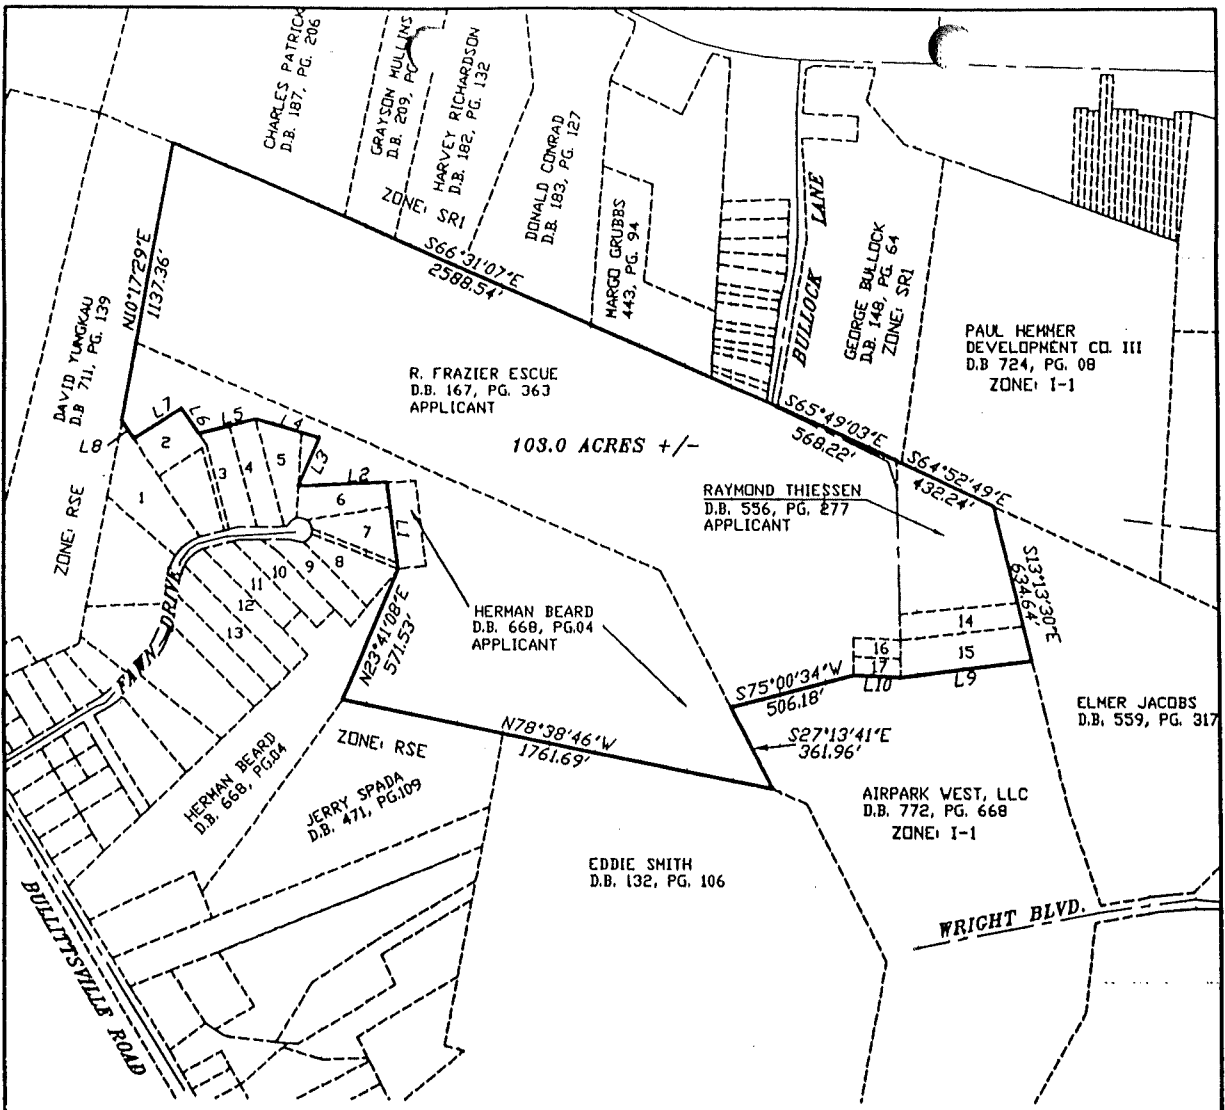 CHARLES PATRICK
D.B. 187, PG. 206
GRAYSON MULLINS
D.B. 209, PG
HARVEY RICHARDSON
D.B. 182, PG. 132
ZONE: SR1
DONALD CONRAD
D.B. 183, PG. 127
MARGO GRUBBS
443, PG. 94
BULLOCK LANE
GEORGE BULLOCK
D.B. 148, PG. 64
ZONE: SR1
PAUL HEMMER
DEVELOPMENT CO. III
D.B 724, PG. 08
ZONE: I-1
N10°17'29"E
1137.36'
S66°31'07"E
2588.54'
DAVID YUNGKAU
D.B 711, PG. 139
R. FRAZIER ESCUE
D.B. 167, PG. 363
APPLICANT
103.0 ACRES +/-
S65°49'03"E
568.22'
S64°52'49"E
432.24'
L8
L7
L6
L5
L4
L3
L2
L1
2
3
4
5
1
6
7
8
9
10
11
12
13
ZONE: RSE
FAWN DRIVE
RAYMOND THIESSEN
D.B. 556, PG. 277
APPLICANT
S13°13'30"E
634.64'
HERMAN BEARD
D.B. 668, PG.04
APPLICANT
N23°41'08"E
571.53'
14
15
16
17
L10
L9
S75°00'34"W
506.18'
S27°13'41"E
361.96'
ELMER JACOBS
D.B. 559, PG. 317
N78°38'46"W
1761.69'
ZONE: RSE
HERMAN BEARD
D.B. 668, PG.04
JERRY SPADA
D.B. 471, PG.109
AIRPARK WEST, LLC
D.B. 772, PG. 668
ZONE: I-1
EDDIE SMITH
D.B. 132, PG. 106
WRIGHT BLVD.
BULLITTSVILLE ROAD